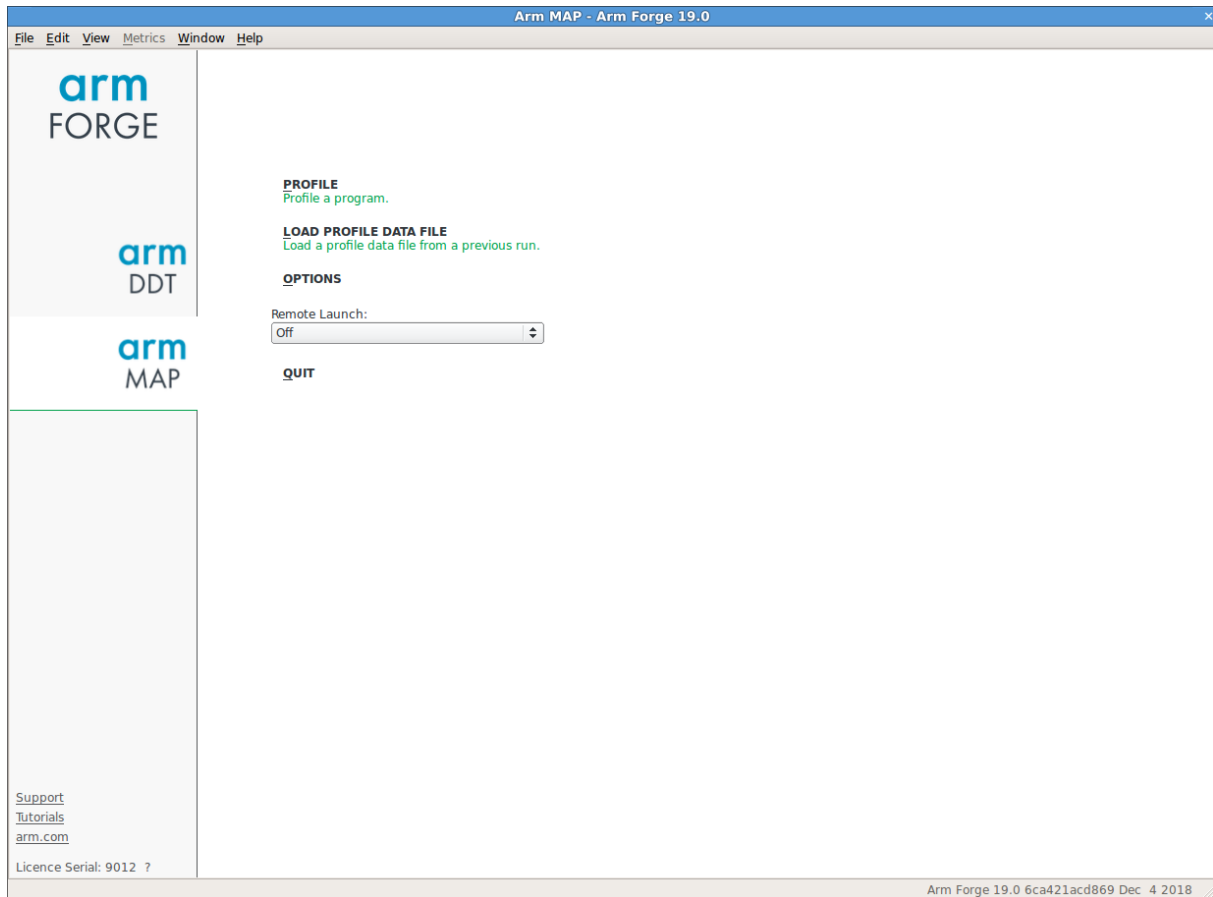 Arm MAP - Arm Forge 19.0
File Edit View Metrics Window Help
arm
FORGE
arm
DDT
arm
MAP
PROFILE
Profile a program.
LOAD PROFILE DATA FILE
Load a profile data file from a previous run.
OPTIONS
Remote Launch:
Off
QUIT
Support
Tutorials
arm.com
Licence Serial: 9012 ?
Arm Forge 19.0 6ca421acd869 Dec 4 2018